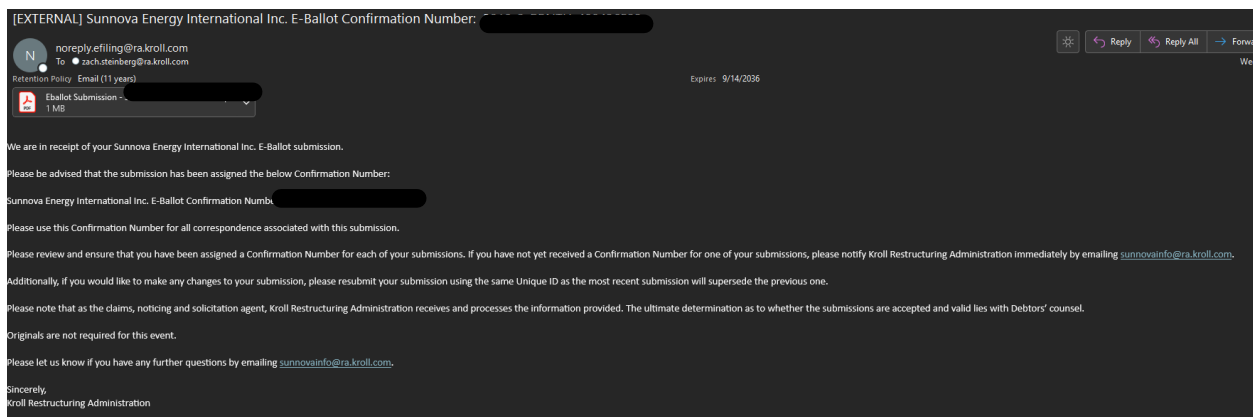 [EXTERNAL] Sunnova Energy International Inc. E-Ballot Confirmation Number:
N
noreply.efiling@ra.kroll.com
To zach.steinberg@ra.kroll.com
Reply
Reply All
Forwa
We
Retention Policy Email (11 years)
Expires 9/14/2036
PDF
Eballot Submission -
1 MB
We are in receipt of your Sunnova Energy International Inc. E-Ballot submission.
Please be advised that the submission has been assigned the below Confirmation Number:
Sunnova Energy International Inc. E-Ballot Confirmation Numbe
Please use this Confirmation Number for all correspondence associated with this submission.
Please review and ensure that you have been assigned a Confirmation Number for each of your submissions. If you have not yet received a Confirmation Number for one of your submissions, please notify Kroll Restructuring Administration immediately by emailing sunnovainfo@ra.kroll.com.
Additionally, if you would like to make any changes to your submission, please resubmit your submission using the same Unique ID as the most recent submission will supersede the previous one.
Please note that as the claims, noticing and solicitation agent, Kroll Restructuring Administration receives and processes the information provided. The ultimate determination as to whether the submissions are accepted and valid lies with Debtors' counsel.
Originals are not required for this event.
Please let us know if you have any further questions by emailing sunnovainfo@ra.kroll.com.
Sincerely,
Kroll Restructuring Administration